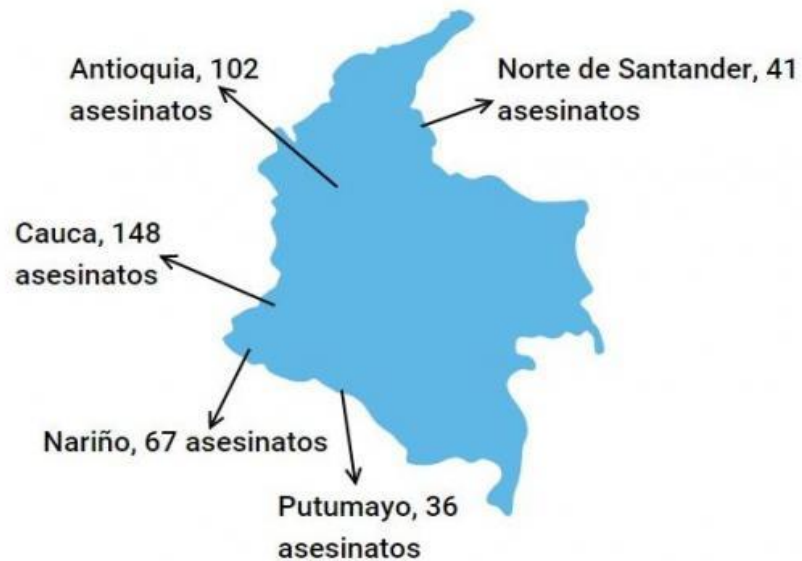 Antioquia, 102
asesinatos
Norte de Santander, 41
asesinatos
Cauca, 148
asesinatos
Nariño, 67 asesinatos
Putumayo, 36
asesinatos